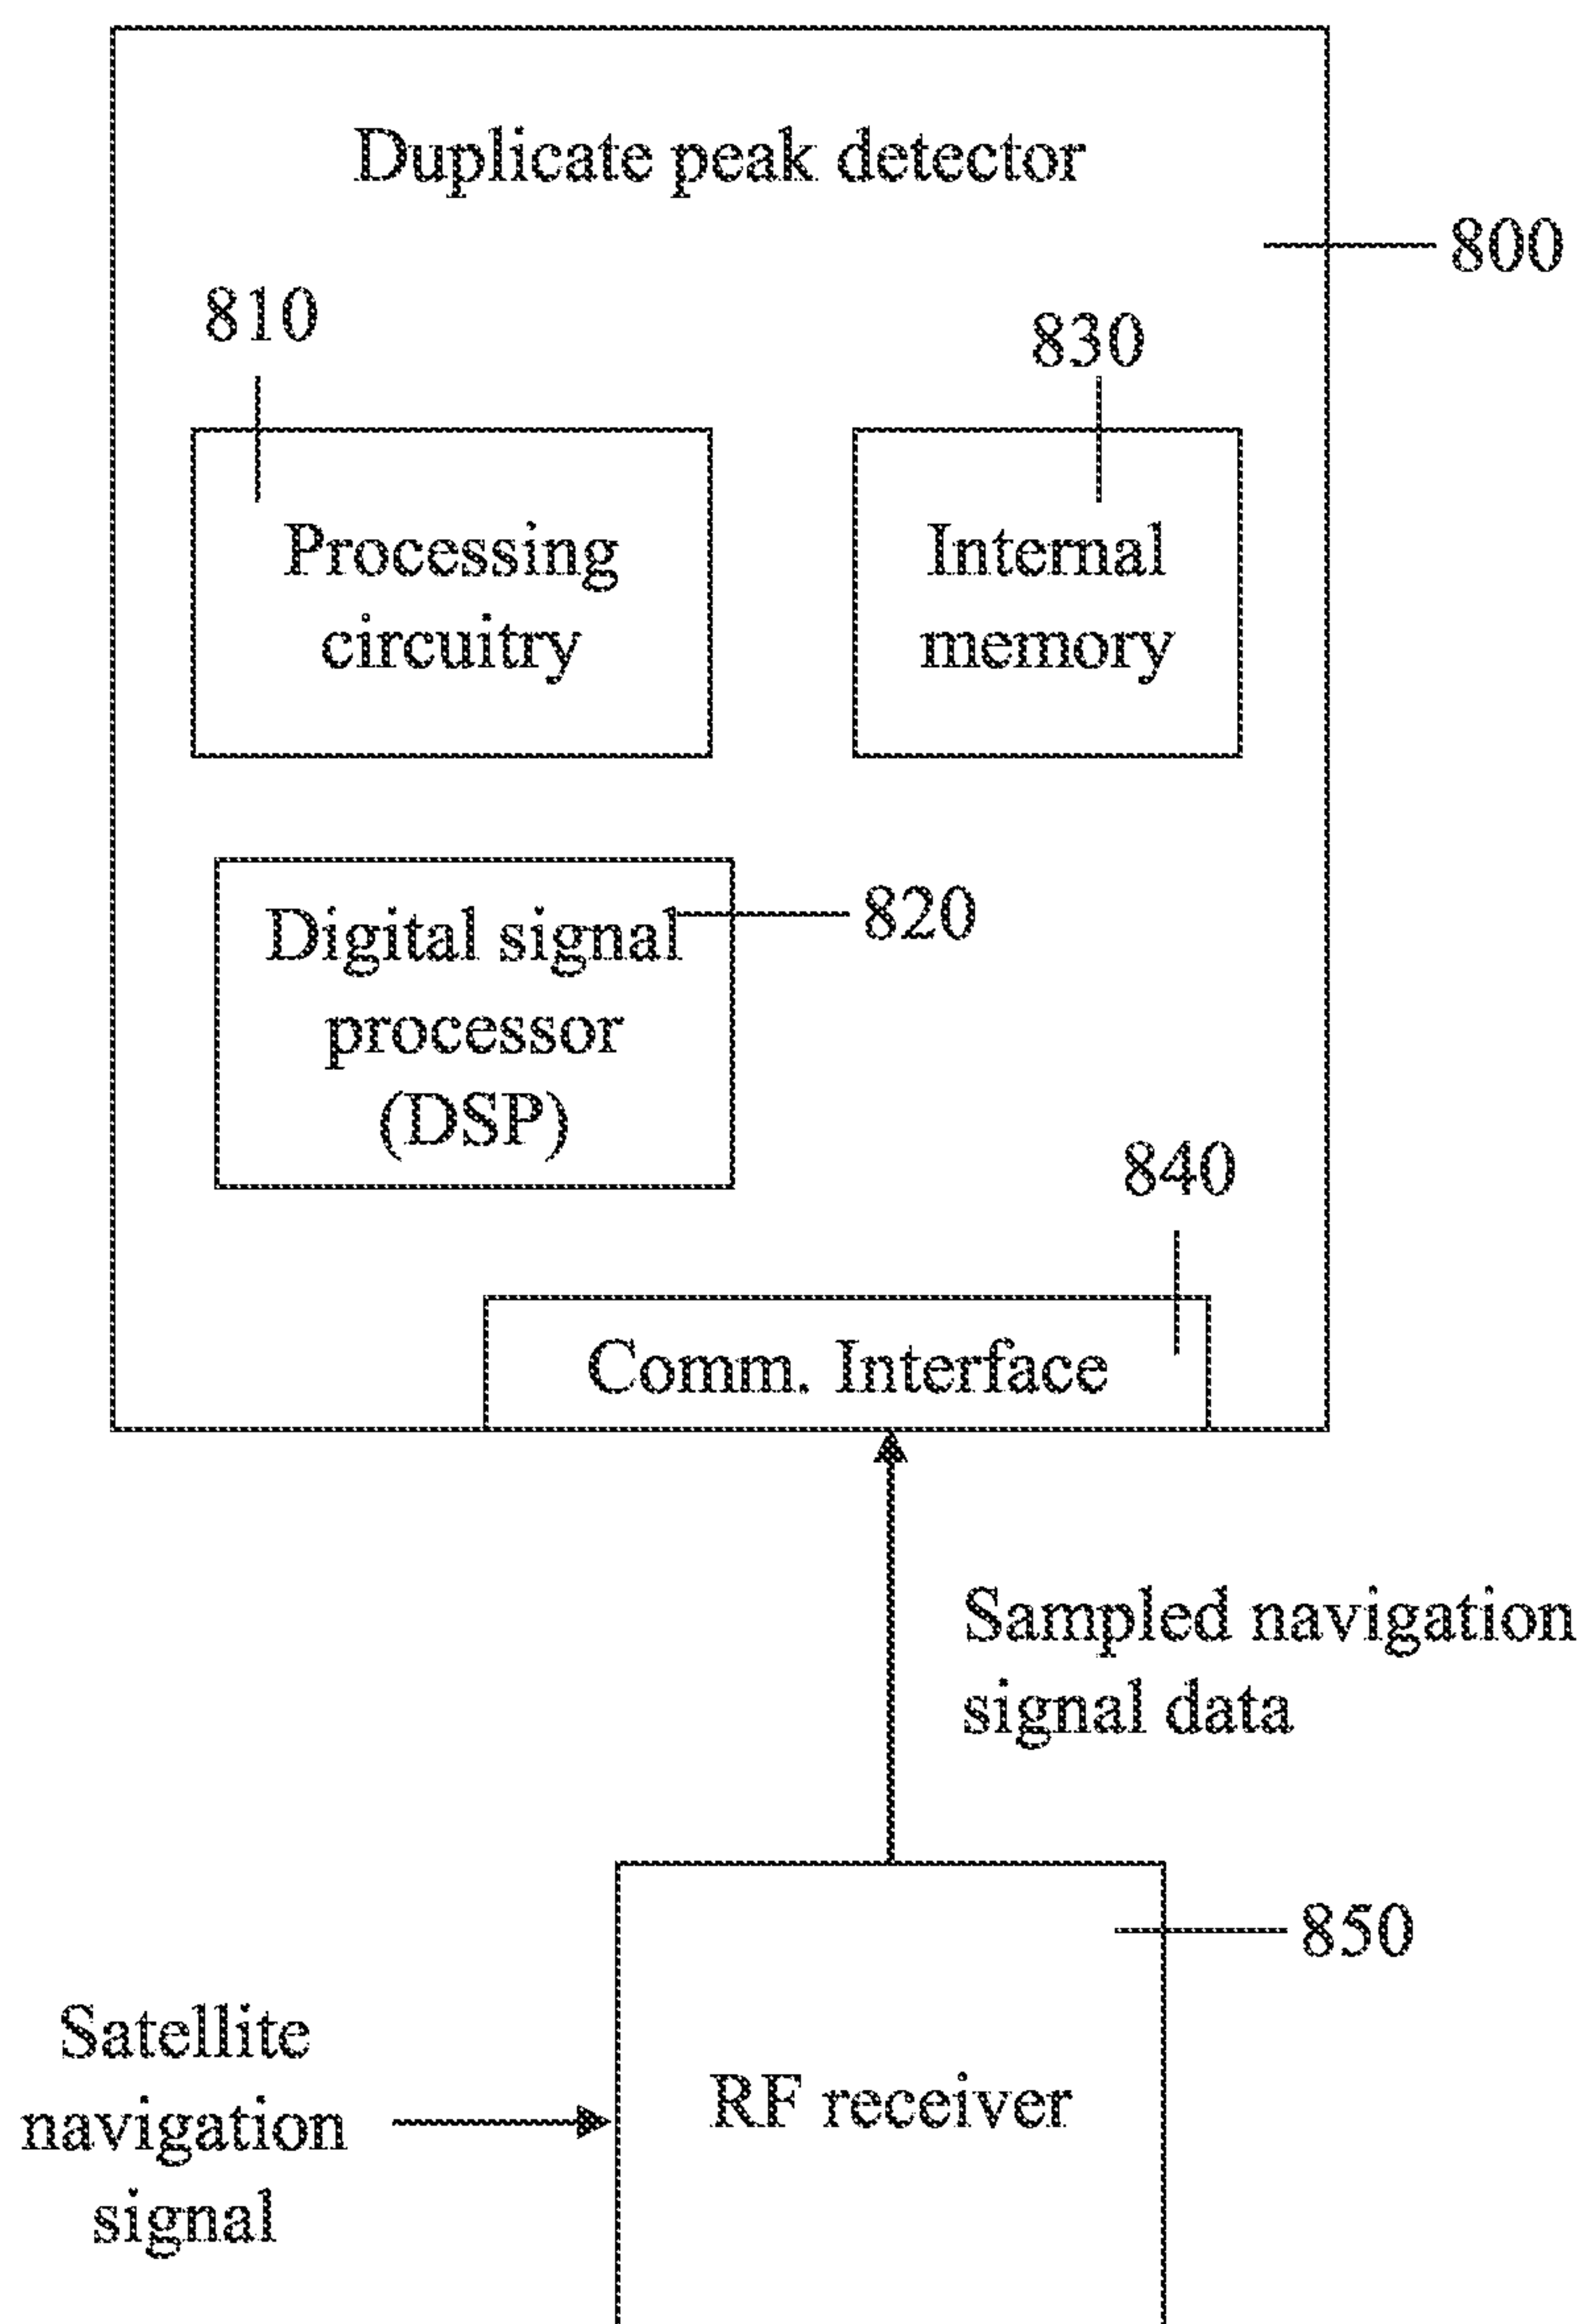 Duplicate peak detector
800
810
830
Processing
circuitry
Internal
memory
Digital signal
processor
(DSP)
820
840
Comm. Interface
Sampled navigation
signal data
850
Satellite
navigation
signal
RF receiver